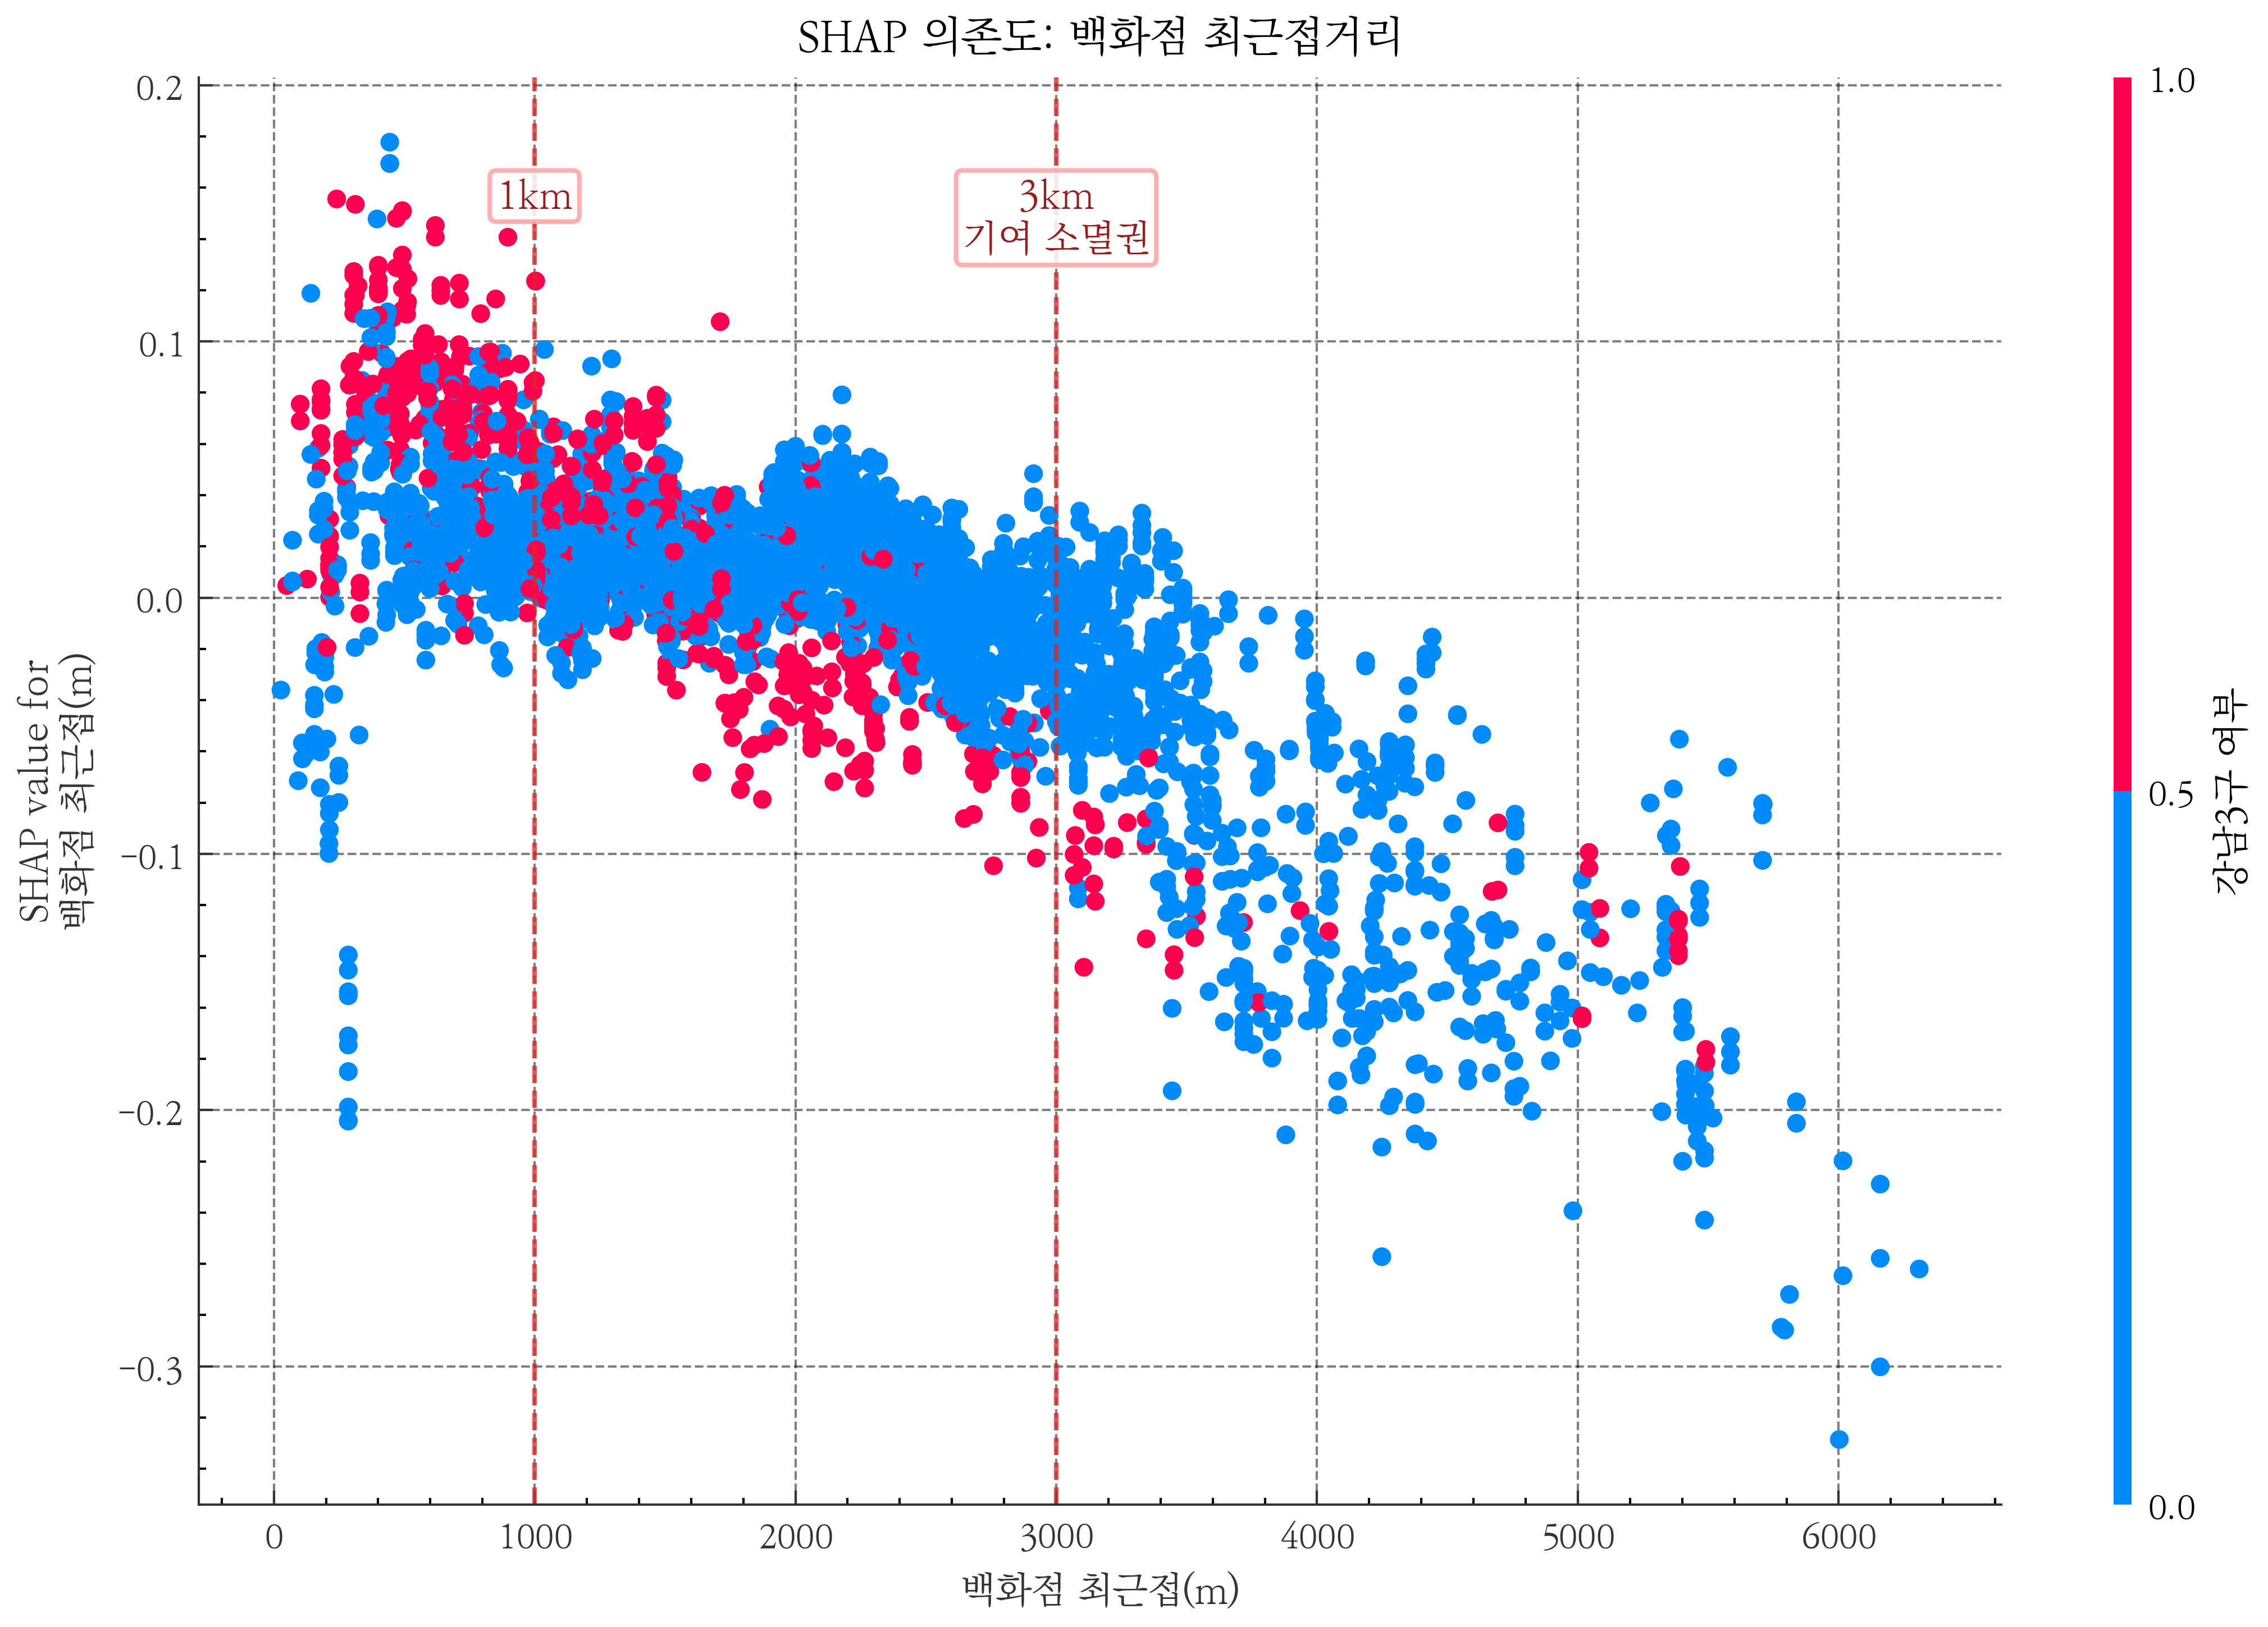 SHAP 의존도: 백화점 최근접거리
0.2
0.1
0.0
−0.1
−0.2
−0.3
SHAP value for
백화점 최근접(m)
1km
3km
기여 소멸권
0
1000
2000
3000
4000
5000
6000
백화점 최근접(m)
1.0
0.5
0.0
강남3구 여부